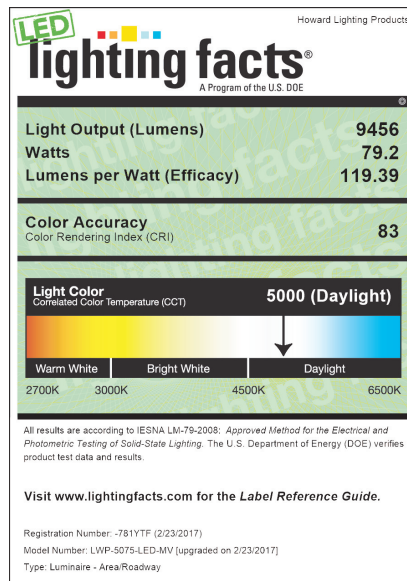 Howard Lighting Products
LED
lighting facts®
A Program of the U.S. DOE
Light Output (Lumens) 9456
Watts 79.2
Lumens per Watt (Efficacy) 119.39
Color Accuracy
Color Rendering Index (CRI) 83
Light Color
Correlated Color Temperature (CCT) 5000 (Daylight)
Warm White Bright White Daylight
2700K 3000K 4500K 6500K
All results are according to IESNA LM-79-2008: Approved Method for the Electrical and
Photometric Testing of Solid-State Lighting. The U.S. Department of Energy (DOE) verifies
product test data and results.
Visit www.lightingfacts.com for the Label Reference Guide.
Registration Number: -781YTF (2/23/2017)
Model Number: LWP-5075-LED-MV [upgraded on 2/23/2017]
Type: Luminaire - Area/Roadway